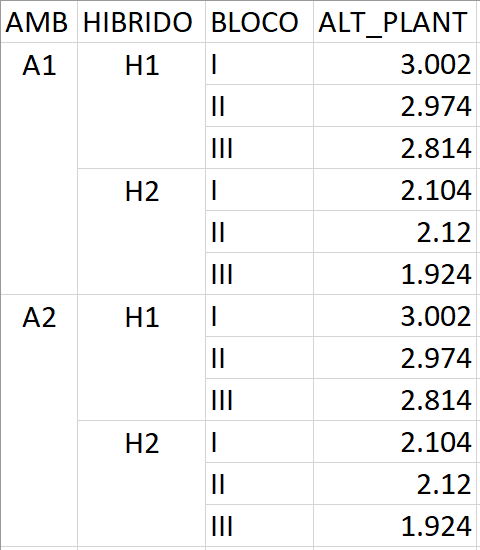 AMB HIBRIDO BLOCO ALT_PLANT
A1 H1 I 3.002
II 2.974
III 2.814
H2 I 2.104
II 2.12
III 1.924
A2 H1 I 3.002
II 2.974
III 2.814
H2 I 2.104
II 2.12
III 1.924